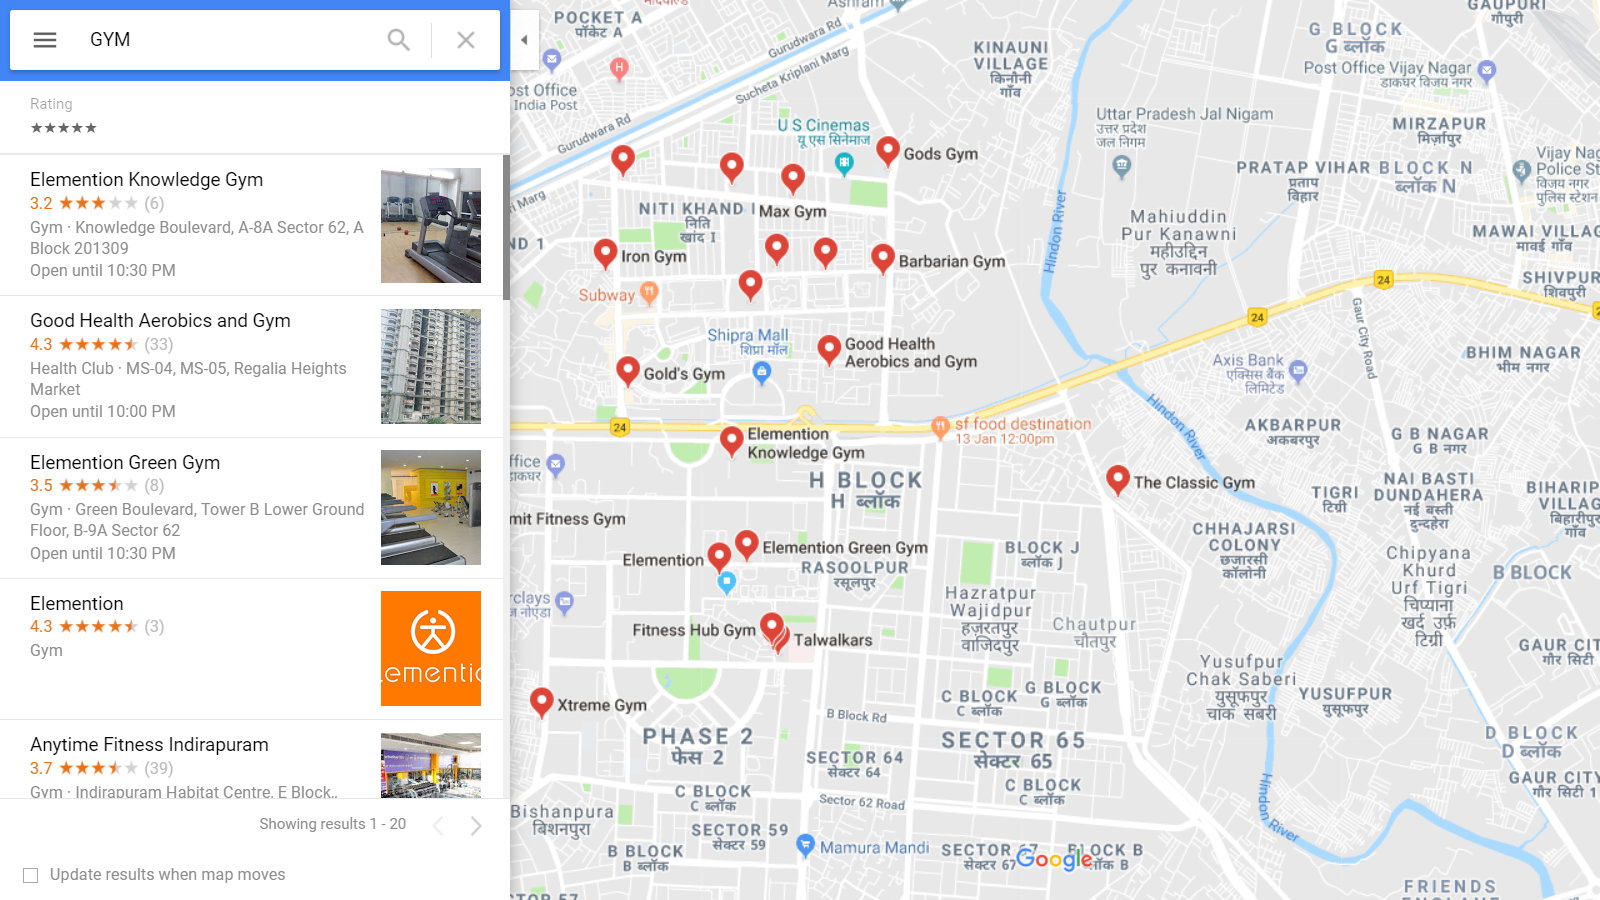 GYM
Rating
Elemention Knowledge Gym
3.2 ★★★★★ (6)
Gym · Knowledge Boulevard, A-8A Sector 62, A
Block 201309
Open until 10:30 PM
Good Health Aerobics and Gym
4.3 ★★★★★ (33)
Health Club · MS-04, MS-05, Regalia Heights
Market
Open until 10:00 PM
Elemention Green Gym
3.5 ★★★★★ (8)
Gym · Green Boulevard, Tower B Lower Ground
Floor, B-9A Sector 62
Open until 10:30 PM
Elemention
4.3 ★★★★★ (3)
Gym
Anytime Fitness Indirapuram
3.7 ★★★★★ (39)
Gym · Indirapuram Habitat Centre, E Block..
Showing results 1 - 20
Update results when map moves
POCKET A
पॉकेट A
Ashram
Gurudwara Rd
Sucheta Kriplani Marg
Gurudwara Rd
H
ost Office
India Post
KINAUNI
VILLAGE
किनौनी
गाँव
GAUPURI
गौपुरी
G BLOCK
G ब्लॉक
Post Office Vijay Nagar
डाकघर विजय नगर
Uttar Pradesh Jal Nigam
उत्तर प्रदेश
जल निगम
MIRZAPUR
मिर्ज़ापुर
U S Cinemas
यू एस सिनेमाज
Gods Gym
PRATAP VIHAR
प्रताप
विहार
BLOCK N
ब्लॉक N
Vijay Nag
Police St
विजय नगर
पुलिस स्टेशन
Marg
NITI KHAND I
निति
खांद I
Max Gym
ND 1
Iron Gym
Barbarian Gym
Hindon River
Mahiuddin
Pur Kanawni
महीउद्दिन
पुर कनावनी
MAWAI VILLAG
मावई गाँव
SHIVPUR
शिवपुरी
24
24
Subway
Shipra Mall
शिप्रा मॉल
Good Health
Aerobics and Gym
Gold's Gym
Gaur City Road
Axis Bank
एक्सिस बैंक
लिमिटेड
BHIM NAGAR
भीम नगर
24
sf food destination
13 Jan 12:00pm
Hindon River
AKBARPUR
अकबरपुर
G B NAGAR
G B नगर
Elemention
Knowledge Gym
ffice
डाकघर
H BLOCK
H ब्लॉक
The Classic Gym
TIGRI
टिग्री
NAI BASTI
DUNDAHERA
नई बस्ती
दुन्दहेरा
BIHARIP
VILLAG
बिहारीपु
गाँव
mit Fitness Gym
CHHAJARSI
COLONY
छजारसी
कॉलोनी
Elemention
Elemention Green Gym
RASOOLPUR
रसूलपुर
BLOCK J
ब्लॉक J
Chipyana
Khurd
Urf Tigri
चिप्याना
खर्द उर्फ़
टिग्री
B BLOCK
rclays
Hazratpur
Wajidpur
हज़रतपुर
वाजिदपुर
Chautpur
चौतपुर
Fitness Hub Gym
Talwalkars
GAUR CITY
गौर सिटी
Yusufpur
Chak Saberi
युसूफपुर
चाक सबरी
YUSUFPUR
युसूफपुर
Xtreme Gym
C BLOCK
C ब्लॉक
G BLOCK
G ब्लॉक
B Block Rd
PHASE 2
फेस 2
SECTOR 65
सेक्टर 65
D BLOCK
D ब्लॉक
SECTOR 64
सेक्टर 64
C BLOCK
C ब्लॉक
GAUR CITY
गौर सिटी 1
C BLOCK
C ब्लॉक
Sector 62 Road
Bishanpura
बिशनपुरा
SECTOR 59
सेक्टर 59
Hindon River
B BLOCK
B ब्लॉक
Mamura Mandi
SECTOR 67
सेक्टर 67
Google
BLOCK B
ब्लॉक B
FRIENDS